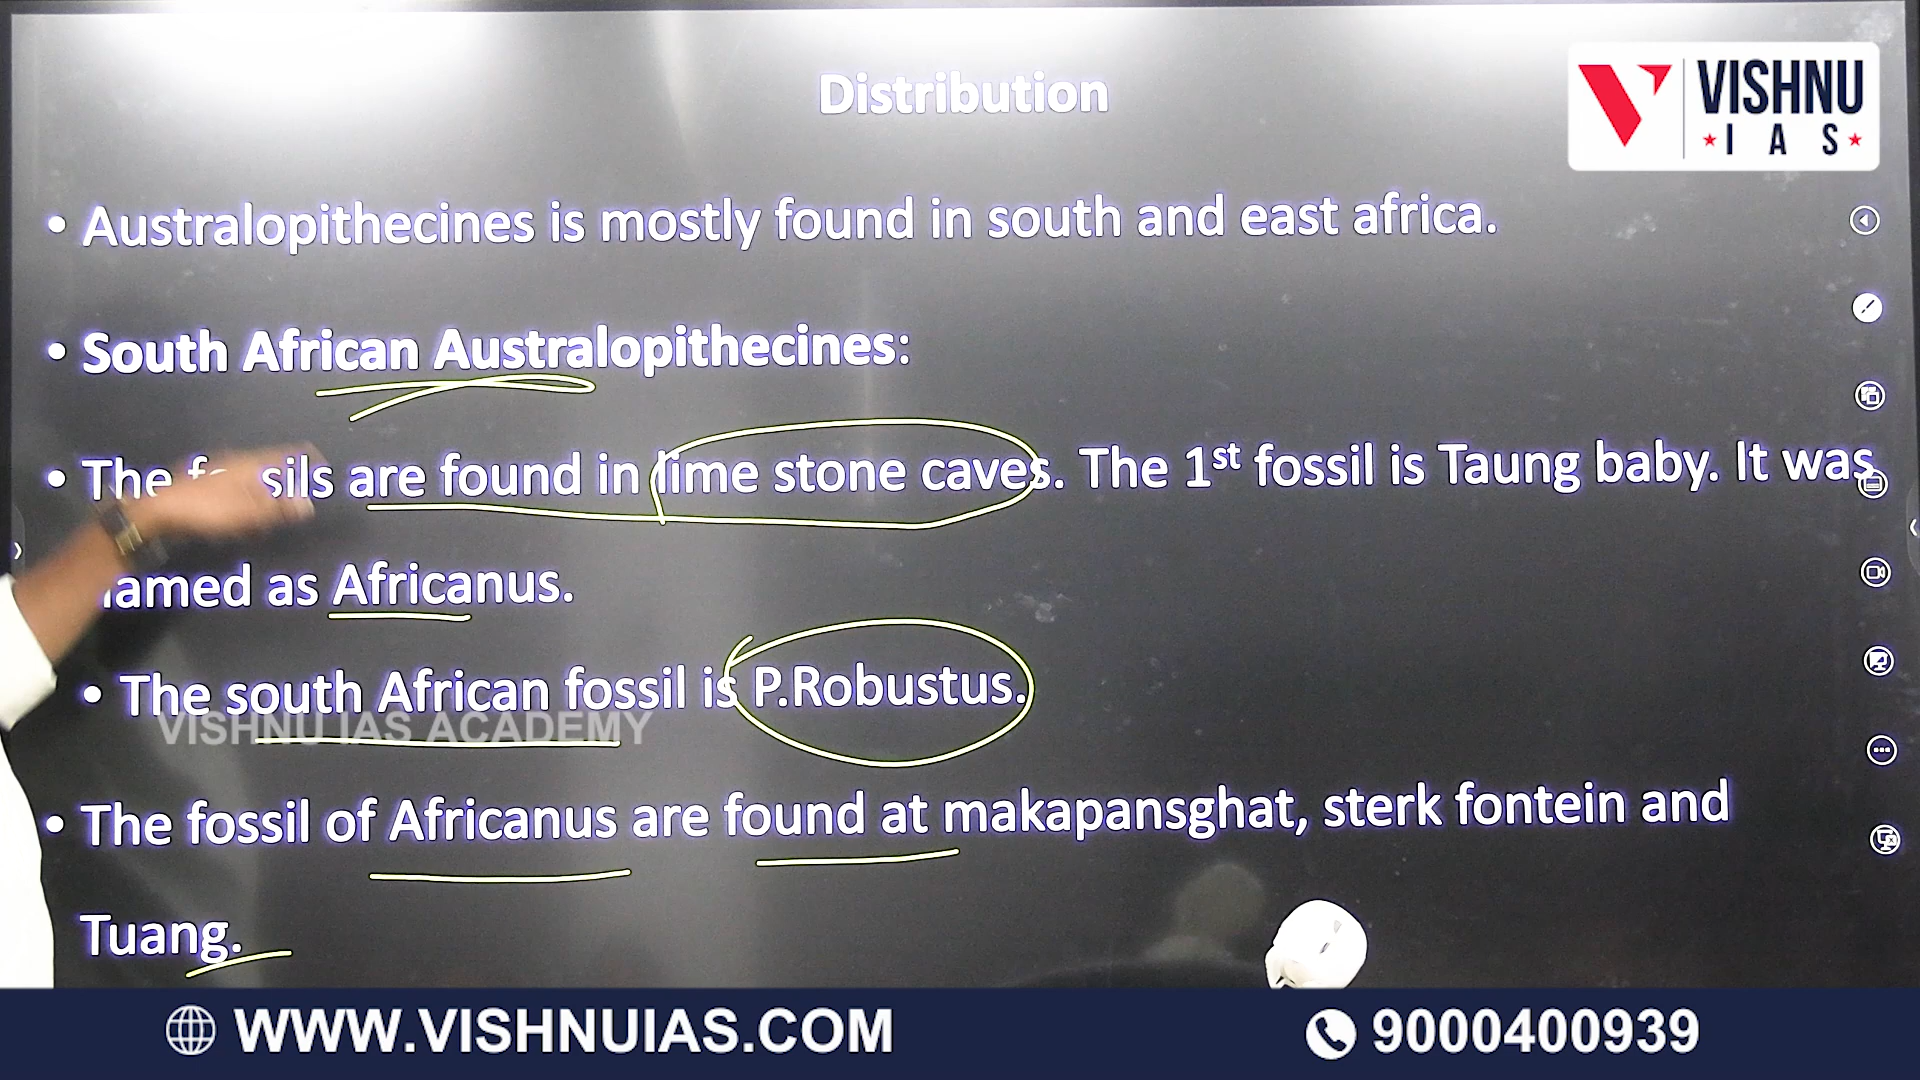 Distribution
VISHNU
IAS
• Australopithecines is mostly found in south and east africa.
• South African Australopithecines:
• The are found in lime stone caves. The 1st fossil is Taung baby. It was
as Africanus.
• The south African fossil is P.Robustus.
VISHNU IAS ACADEMY
• The fossil of Africanus are found at makapansghat, sterk fontein and
Tuang.
WWW.VISHNUIAS.COM
9000400939